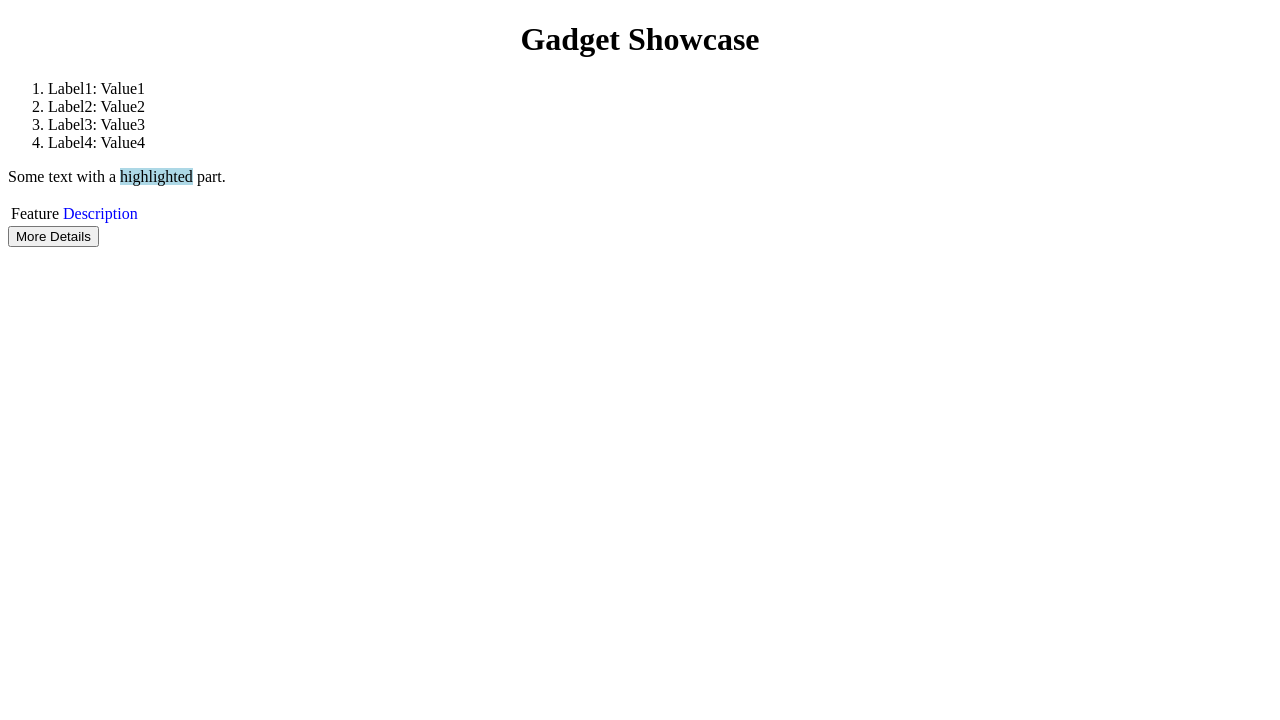 Gadget Showcase
1. Label1: Value1
2. Label2: Value2
3. Label3: Value3
4. Label4: Value4
Some text with a highlighted part.
Feature Description
More Details